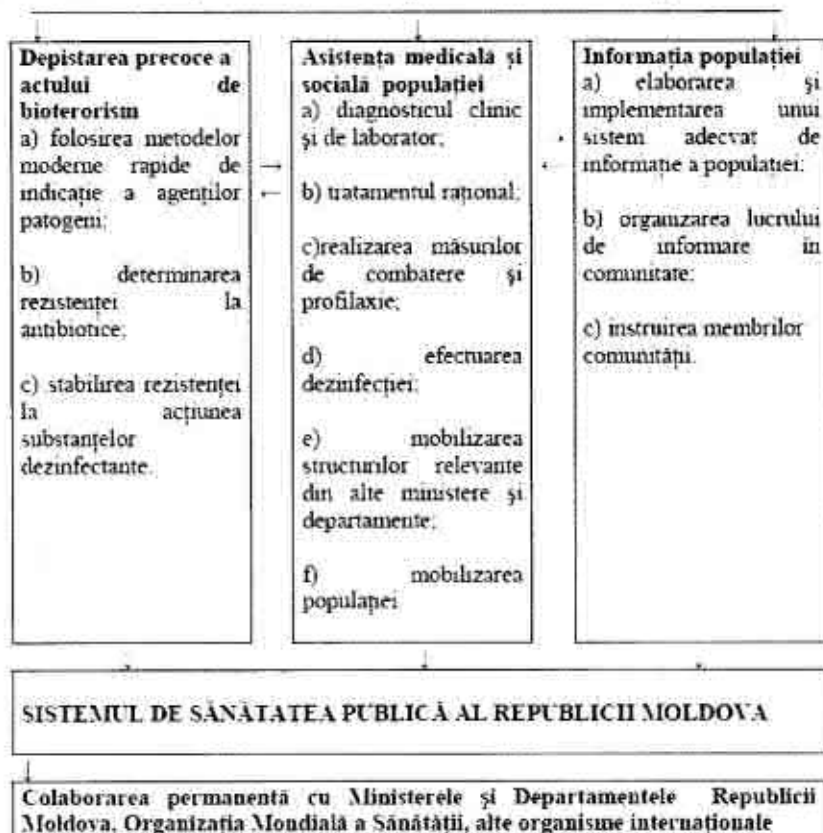 Depistarea precoce a
actului de
bioterorism
a) folosirea metodelor
moderne rapide de
indicație a agenților
patogeni;
b) determinarea
rezistenței la
antibiotice;
c) stabilirea rezistenței
la acțiunea
substanțelor
dezinfectante.
Asistența medicală și
socială populației
a) diagnosticul clinic
și de laborator;
b) tratamentul rațional;
c)realizarea măsurilor
de combatere și
profilaxie;
d) efectuarea
dezinfecției;
e) mobilizarea
structurilor relevante
din alte ministere și
departamente;
f) mobilizarea
populației
Informația populației
a) elaborarea și
implementarea unui
sistem adecvat de
informație a populației;
b) organizarea lucrului
de informare in
comunitate;
c) instruirea membrilor
comunității.
SISTEMUL DE SĂNĂTATEA PUBLICĂ AL REPUBLICII MOLDOVA
Colaborarea permanentă cu Ministerele și Departamentele Republicii
Moldova, Organizația Mondială a Sănătății, alte organisme internaționale